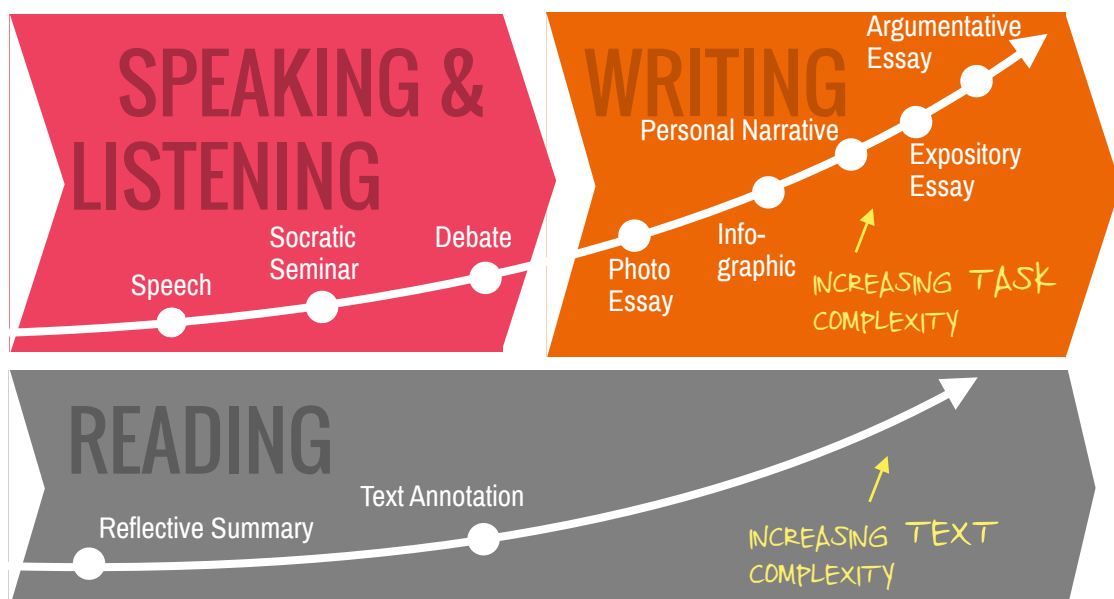 SPEAKING &
LISTENING
Speech
Socratic
Seminar
Debate
WRITING
Photo
Essay
Info-
graphic
Personal Narrative
Expository
Essay
Argumentative
Essay
INCREASING TASK
COMPLEXITY
READING
Reflective Summary
Text Annotation
INCREASING TEXT
COMPLEXITY